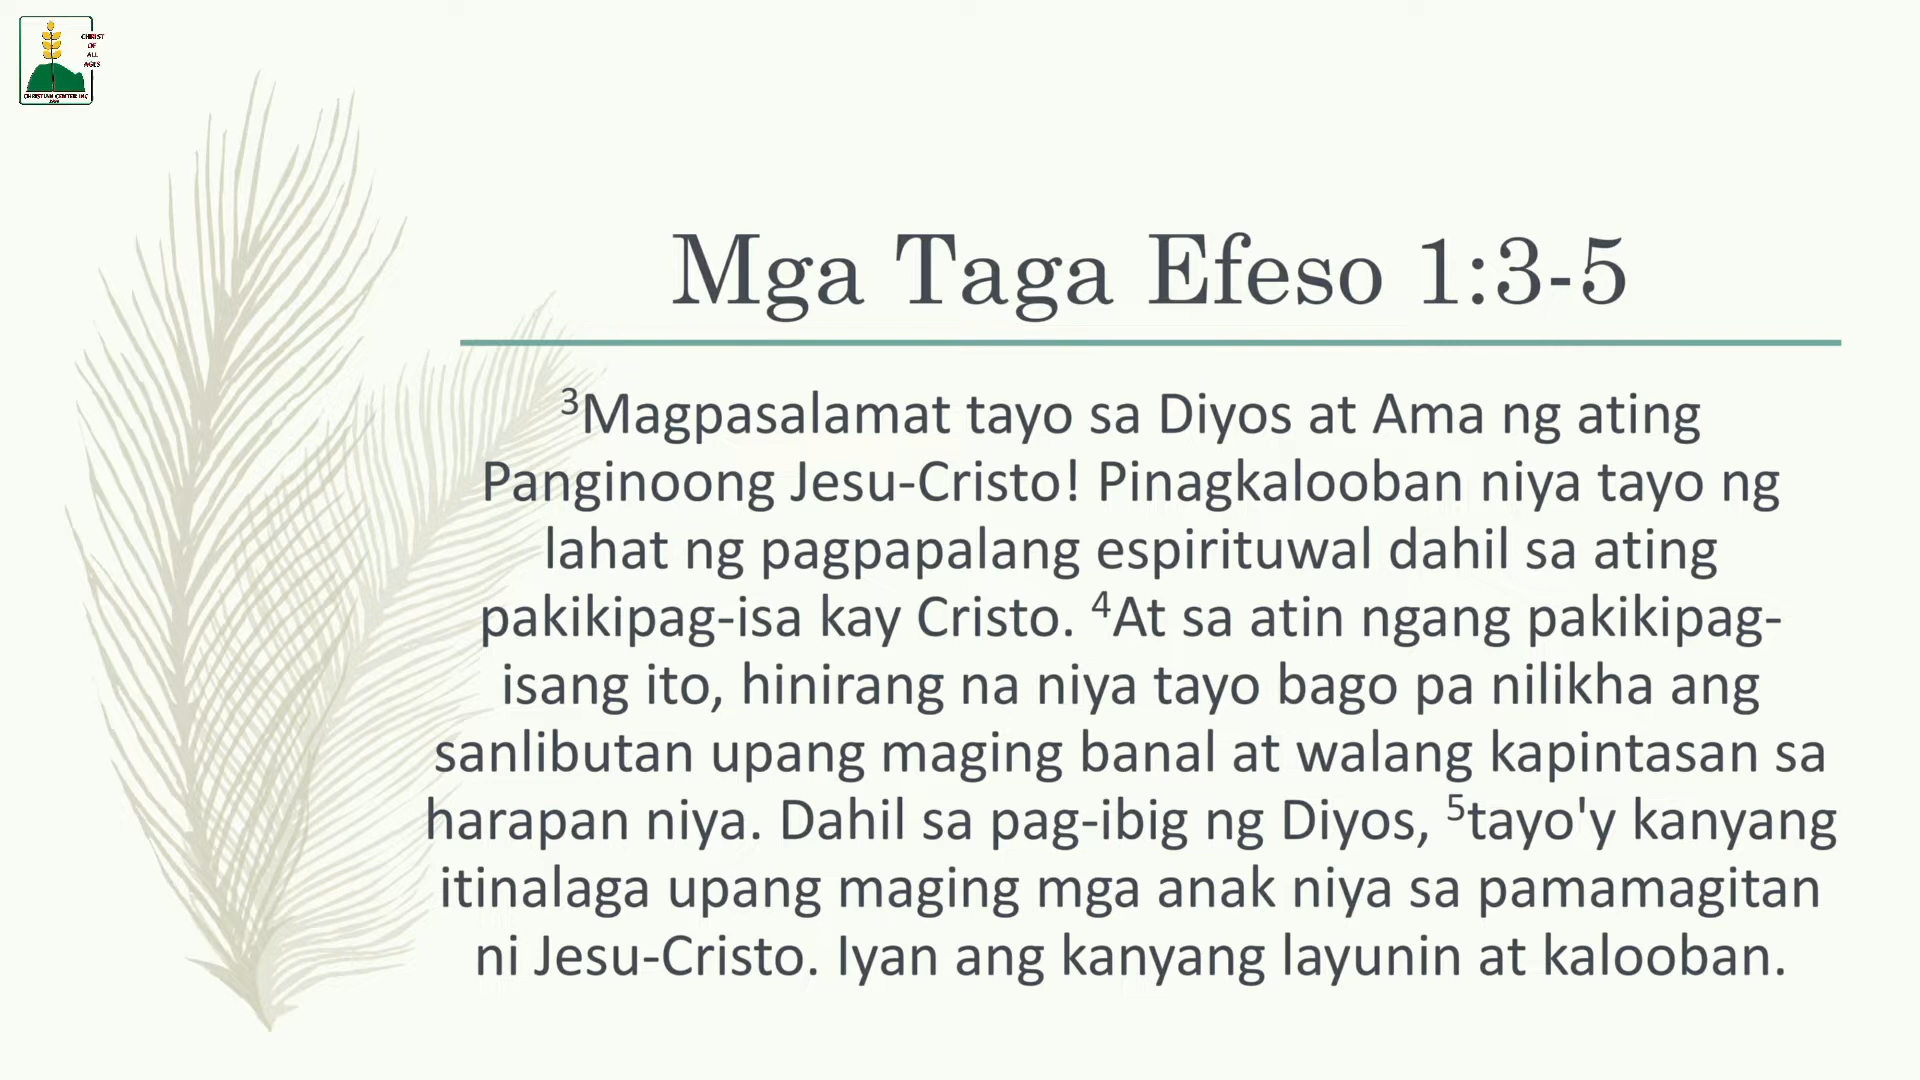 CHRIST
OF
ALL
AGES
CHRISTIAN CENTER INC
Mga Taga Efeso 1:3-5
³Magpasalamat tayo sa Diyos at Ama ng ating
Panginoong Jesu-Cristo! Pinagkalooban niya tayo ng
lahat ng pagpapalang espirituwal dahil sa ating
pakikipag-isa kay Cristo. ⁴At sa atin ngang pakikipag-
isang ito, hinirang na niya tayo bago pa nilikha ang
sanlibutan upang maging banal at walang kapintasan sa
harapan niya. Dahil sa pag-ibig ng Diyos, ⁵tayo'y kanyang
itinalaga upang maging mga anak niya sa pamamagitan
ni Jesu-Cristo. Iyan ang kanyang layunin at kalooban.